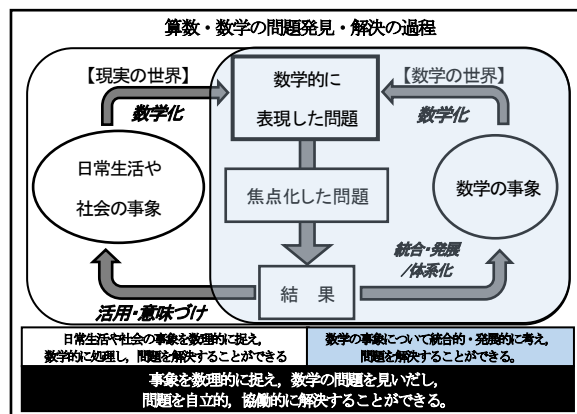 算数・数学の問題発見・解決の過程
【現実の世界】
数学的に
表現した問題
【数学の世界】
数学化
数学化
日常生活や
社会の事象
焦点化した問題
数学の事象
統合・発展
/体系化
結　果
活用・意味づけ
日常生活や社会の事象を数理的に捉え,
数学的に処理し, 問題を解決することができる
数学の事象について統合的・発展的に考え,
問題を解決することができる。
事象を数理的に捉え, 数学の問題を見いだし,
問題を自立的, 協働的に解決することができる。